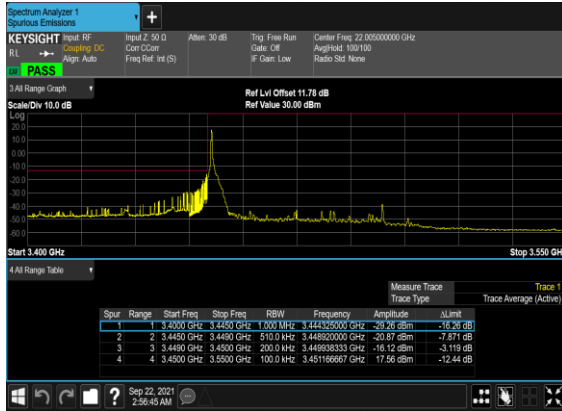 Spectrum Analyzer 1
Spurious Emissions
+
KEYSIGHT Input: RF Input Z: 50 Ω Atten: 30 dB Trig: Free Run Center Freq: 22.005000000 GHz
RL Coupling: DC Corr CCorr Gate: Off Avg|Hold: 100/100
Align: Auto Freq Ref: Int (S) IF Gain: Low Radio Std: None
PASS
3 All Range Graph
Ref Lvl Offset 11.78 dB
Scale/Div 10.0 dB Ref Value 30.00 dBm
Log
20.0
10.0
0.00
-10.0
-20.0
-30.0
-40.0
-50.0
-60.0
Start 3.400 GHz Stop 3.550 GH
4 All Range Table
Measure Trace Trace 1
Trace Type Trace Average (Active)
Spur Range Start Freq Stop Freq RBW Frequency Amplitude ΔLimit
1 1 3.4000 GHz 3.4450 GHz 1.000 MHz 3.444325000 GHz -29.26 dBm -16.26 dB
2 2 3.4450 GHz 3.4490 GHz 510.0 kHz 3.448920000 GHz -20.87 dBm -7.871 dB
3 3 3.4490 GHz 3.4500 GHz 200.0 kHz 3.449938333 GHz -16.12 dBm -3.119 dB
4 4 3.4500 GHz 3.5500 GHz 100.0 kHz 3.451166667 GHz 17.56 dBm -12.44 dB
? Sep 22, 2021
2:56:45 AM